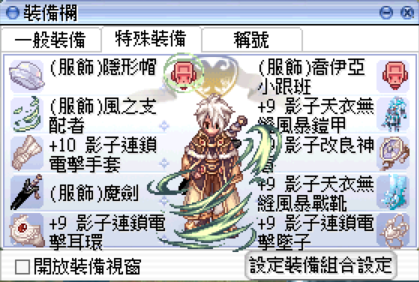 裝備欄
一般裝備 特殊裝備 稱號
(服飾)隱形帽
(服飾)喬伊亞
小跟班
(服飾)風之支
配者
+9 影子天衣無
縫風暴鎧甲
+10 影子連鎖
電擊手套
影子改良神
(服飾)魔劍
+9 影子天衣無
縫風暴戰靴
+9 影子連鎖電
擊耳環
+9 影子連鎖電
擊墜子
開放裝備視窗
設定裝備組合設定